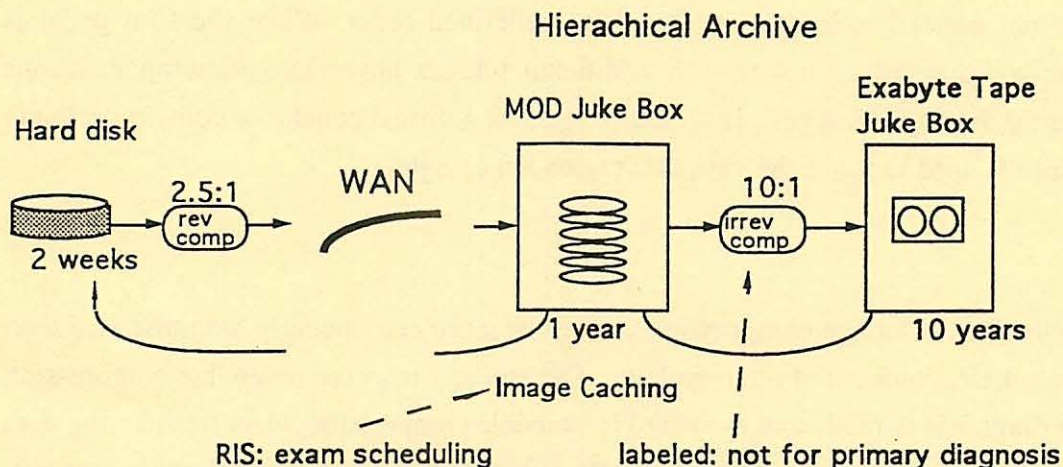 Hierachical Archive
Exabyte Tape
Juke Box
MOD Juke Box
Hard disk
WAN
2.5:1
rev
comp
10:1
irrev
comp
2 weeks
1 year
10 years
Image Caching
RIS: exam scheduling
labeled: not for primary diagnosis